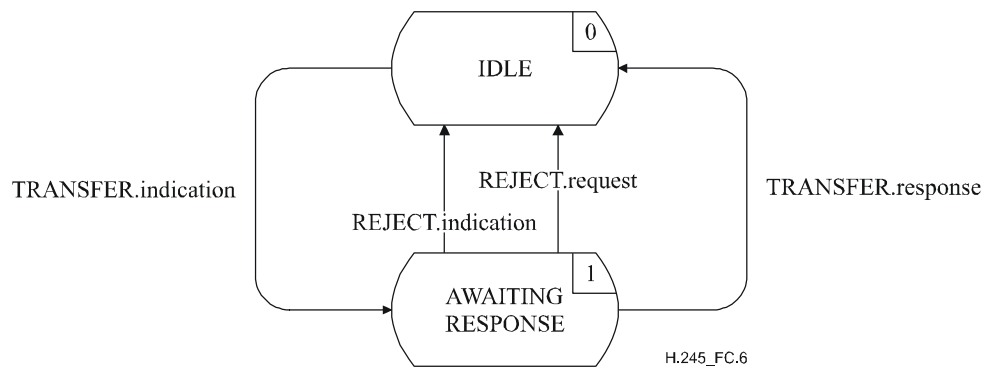 0
IDLE
TRANSFER.indication
REJECT.request
TRANSFER.response
REJECT.indication
1
AWAITING
RESPONSE
H.245_FC.6